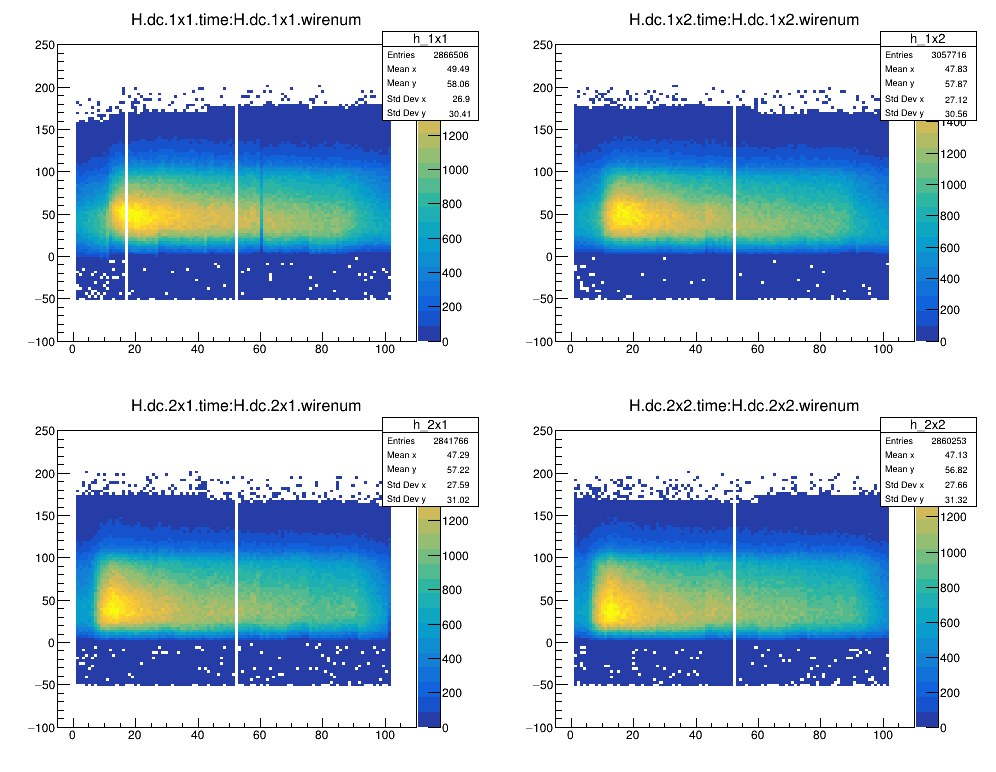 H.dc.1x1.time:H.dc.1x1.wirenum
h_1x1
Entries 2866506
Mean x 49.49
Mean y 58.06
Std Dev x 26.9
Std Dev y 30.41
250
200
150
100
50
0
−50
−100
0 20 40 60 80 100
1200
1000
800
600
400
200
0
H.dc.1x2.time:H.dc.1x2.wirenum
h_1x2
Entries 3057716
Mean x 47.83
Mean y 57.87
Std Dev x 27.12
Std Dev y 30.56
250
200
150
100
50
0
−50
−100
0 20 40 60 80 100
1400
1200
1000
800
600
400
200
0
H.dc.2x1.time:H.dc.2x1.wirenum
h_2x1
Entries 2841766
Mean x 47.29
Mean y 57.22
Std Dev x 27.59
Std Dev y 31.02
250
200
150
100
50
0
−50
−100
0 20 40 60 80 100
1200
1000
800
600
400
200
0
H.dc.2x2.time:H.dc.2x2.wirenum
h_2x2
Entries 2860253
Mean x 47.13
Mean y 56.82
Std Dev x 27.66
Std Dev y 31.32
250
200
150
100
50
0
−50
−100
0 20 40 60 80 100
1200
1000
800
600
400
200
0